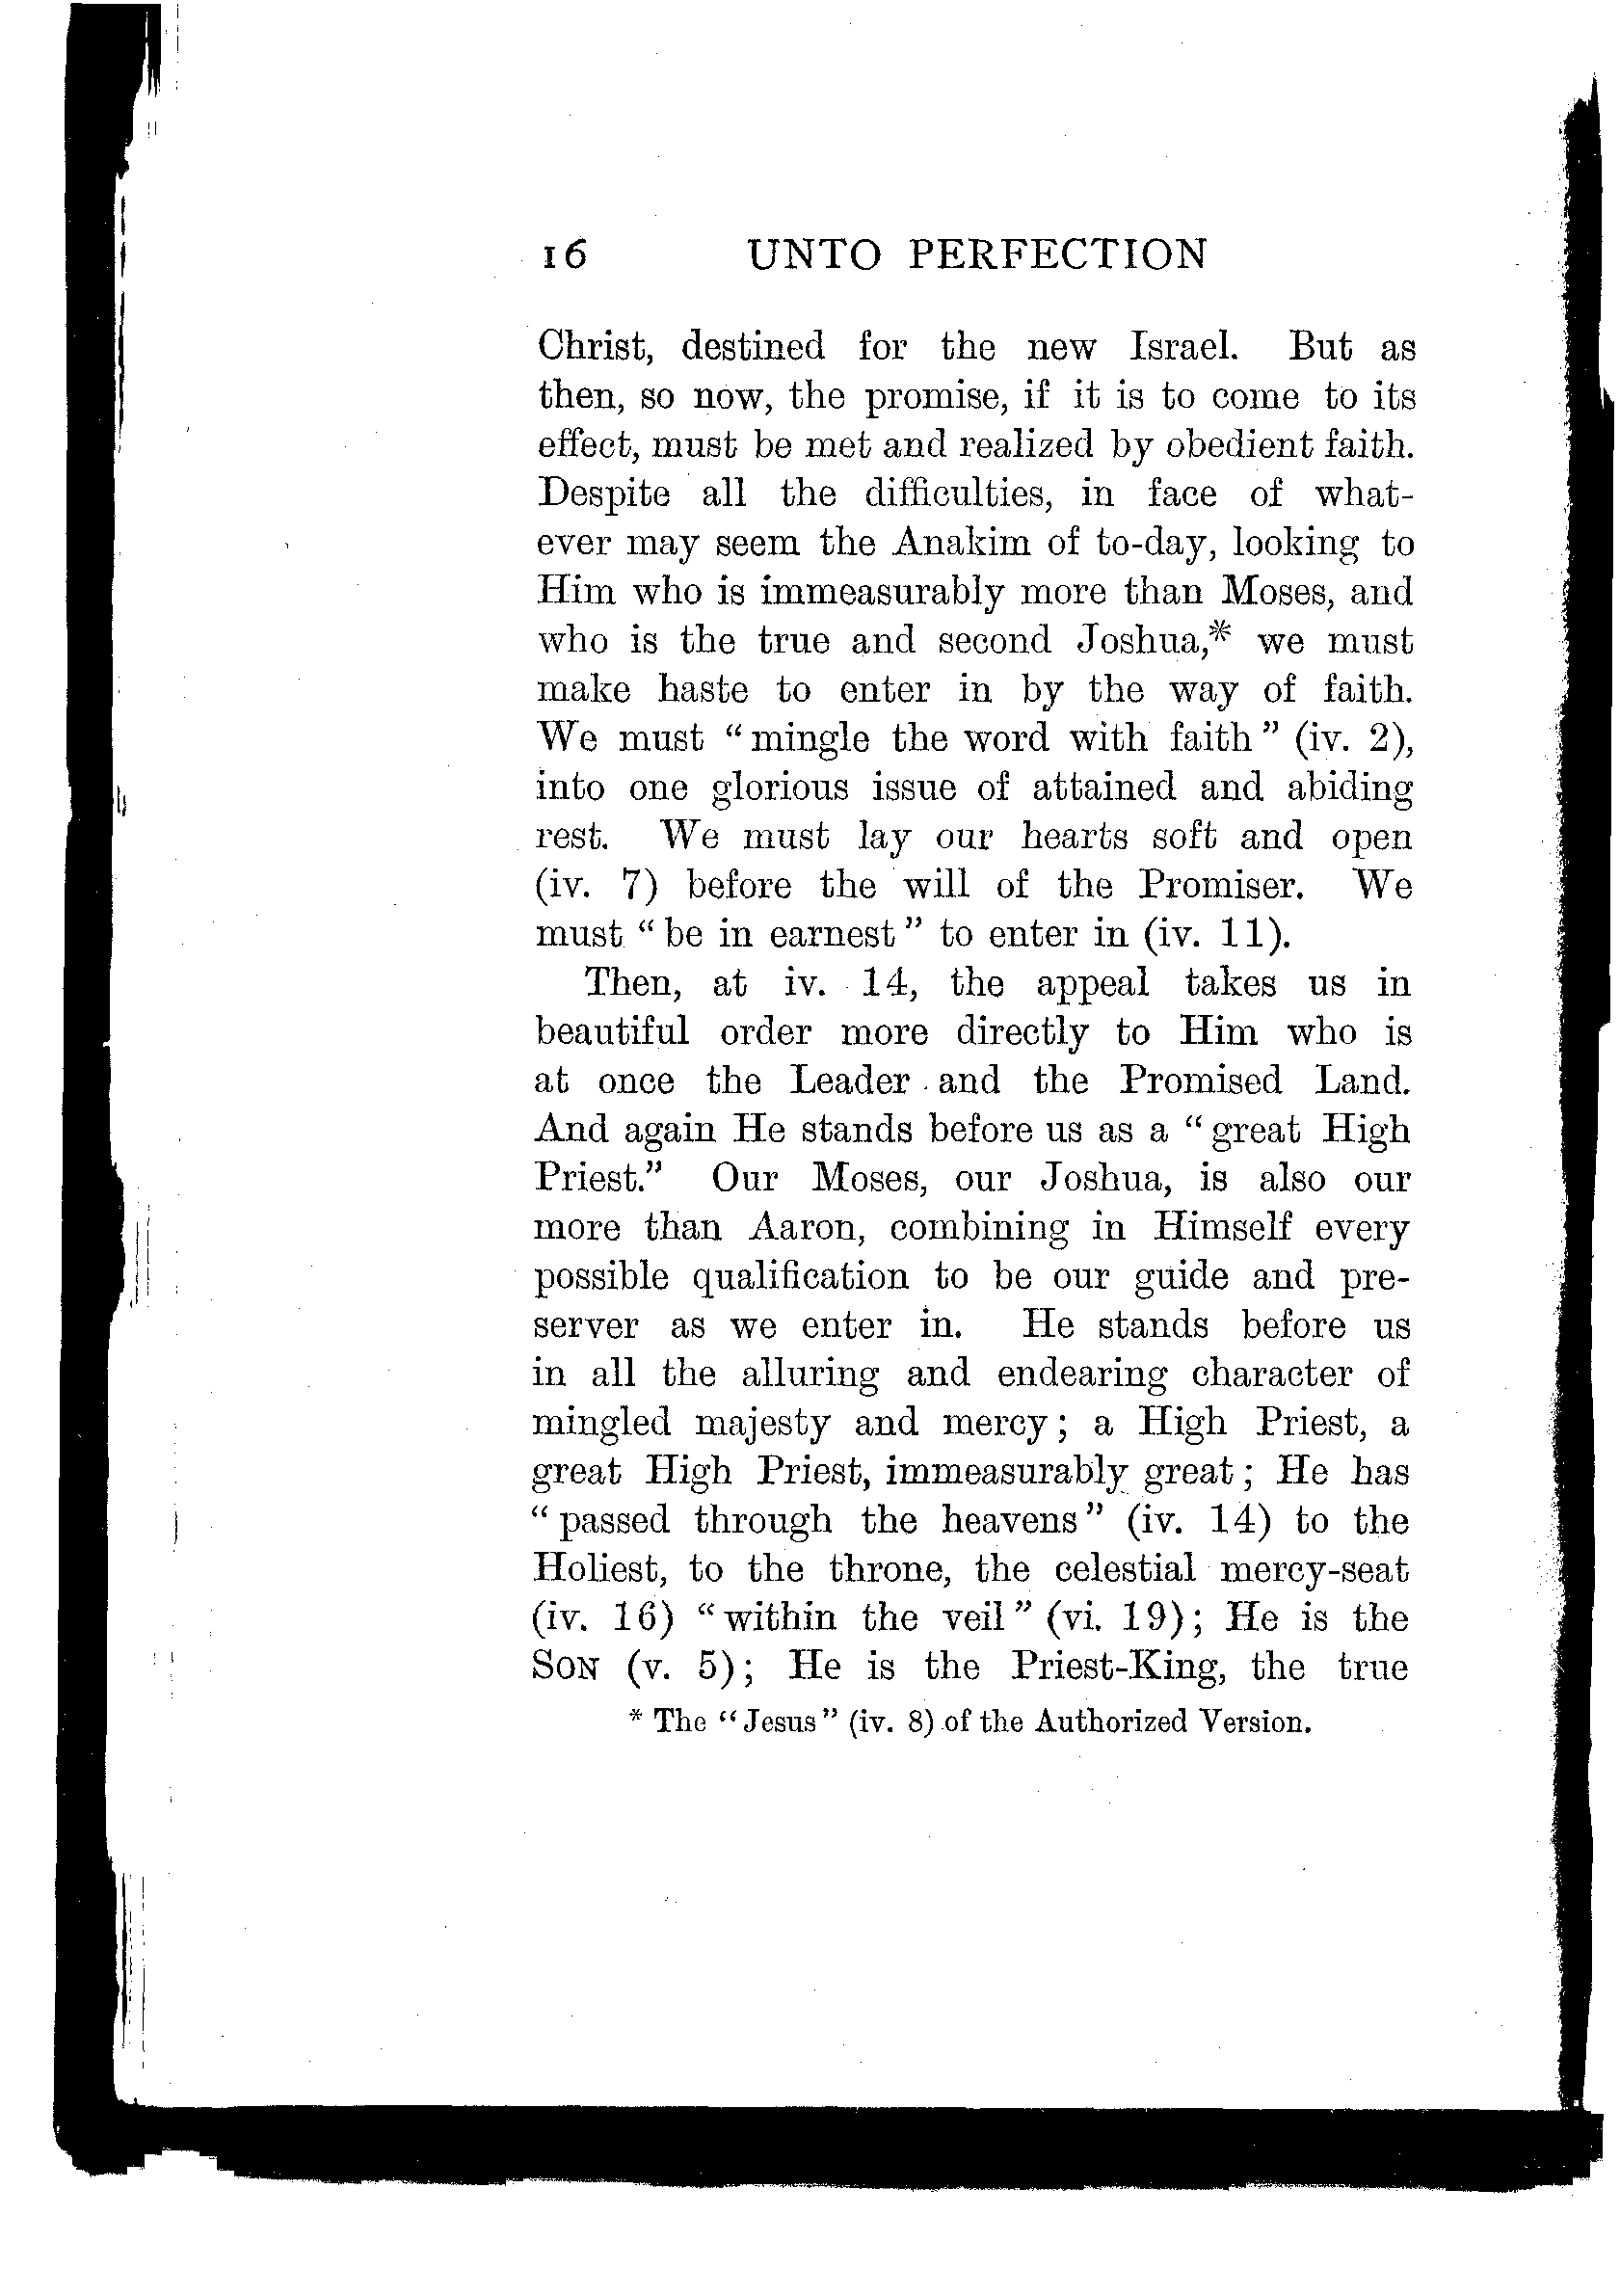 16 UNTO PERFECTION
Christ, destined for the new Israel. But as
then, so now, the promise, if it is to come to its
effect, must be met and realized by obedient faith.
Despite all the difficulties, in face of what-
ever may seem the Anakim of to-day, looking to
Him who is immeasurably more than Moses, and
who is the true and second Joshua,* we must
make haste to enter in by the way of faith.
We must "mingle the word with faith" (iv. 2),
into one glorious issue of attained and abiding
rest. We must lay our hearts soft and open
(iv. 7) before the will of the Promiser. We
must "be in earnest" to enter in (iv. 11).
Then, at iv. 14, the appeal takes us in
beautiful order more directly to Him who is
at once the Leader and the Promised Land.
And again He stands before us as a "great High
Priest." Our Moses, our Joshua, is also our
more than Aaron, combining in Himself every
possible qualification to be our guide and pre-
server as we enter in. He stands before us
in all the alluring and endearing character of
mingled majesty and mercy; a High Priest, a
great High Priest, immeasurably great; He has
"passed through the heavens" (iv. 14) to the
Holiest, to the throne, the celestial mercy-seat
(iv. 16) "within the veil" (vi. 19); He is the
SON (v. 5); He is the Priest-King, the true
* The "Jesus" (iv. 8) of the Authorized Version.